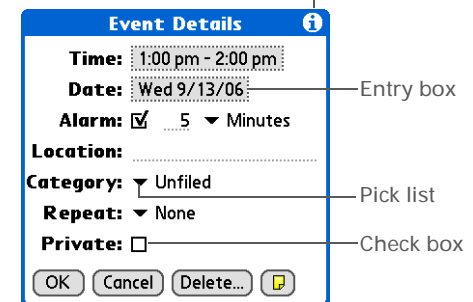 Event Details i
Time: 1:00 pm - 2:00 pm
Date: Wed 9/13/06
Entry box
Alarm: 5 Minutes
Location:
Category: Unfiled
Pick list
Repeat: None
Private:
Check box
OK Cancel Delete...